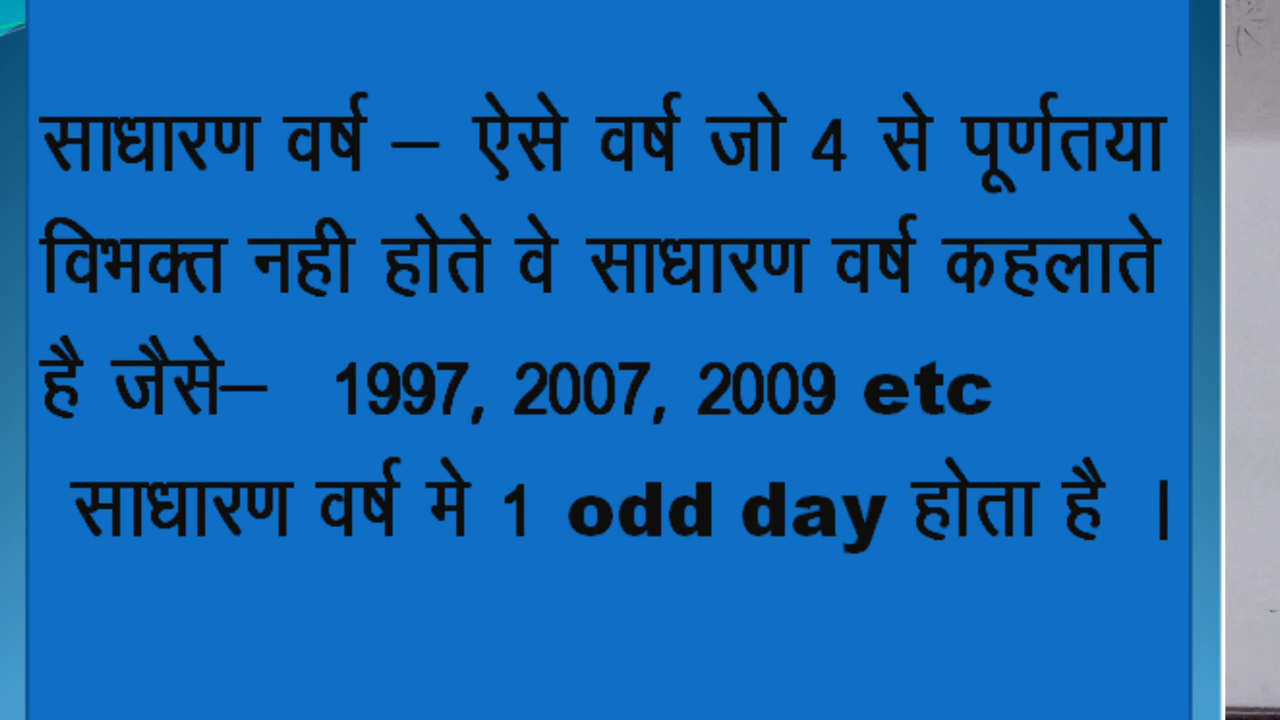 साधारण वर्ष – ऐसे वर्ष जो 4 से पूर्णतया
विभक्त नही होते वे साधारण वर्ष कहलाते
है जैसे– 1997, 2007, 2009 etc
साधारण वर्ष मे 1 odd day होता है ।